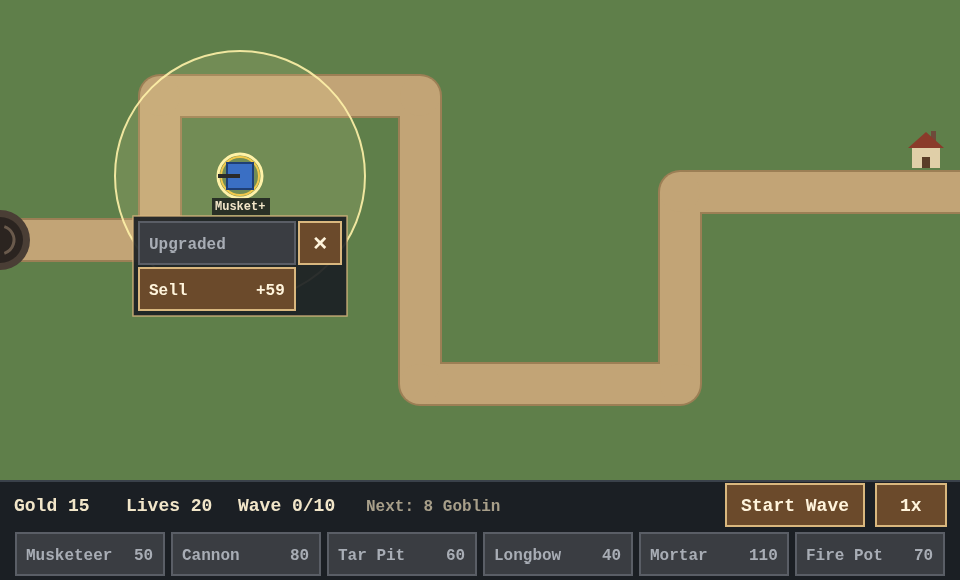 Musket+
Upgraded ×
Sell +59
Gold 15 Lives 20 Wave 0/10 Next: 8 Goblin Start Wave 1x
Musketeer 50 Cannon 80 Tar Pit 60 Longbow 40 Mortar 110 Fire Pot 70